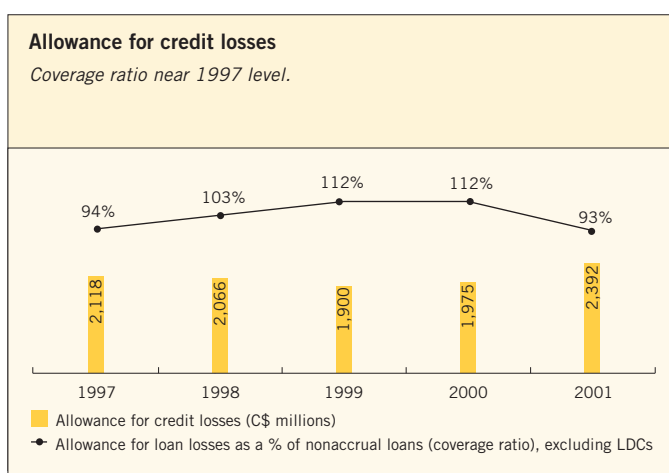 Allowance for credit losses
Coverage ratio near 1997 level.
94%
103%
112%
112%
93%
2,118
2,066
1,900
1,975
2,392
1997 1998 1999 2000 2001
Allowance for credit losses (C$ millions)
Allowance for loan losses as a % of nonaccrual loans (coverage ratio), excluding LDCs